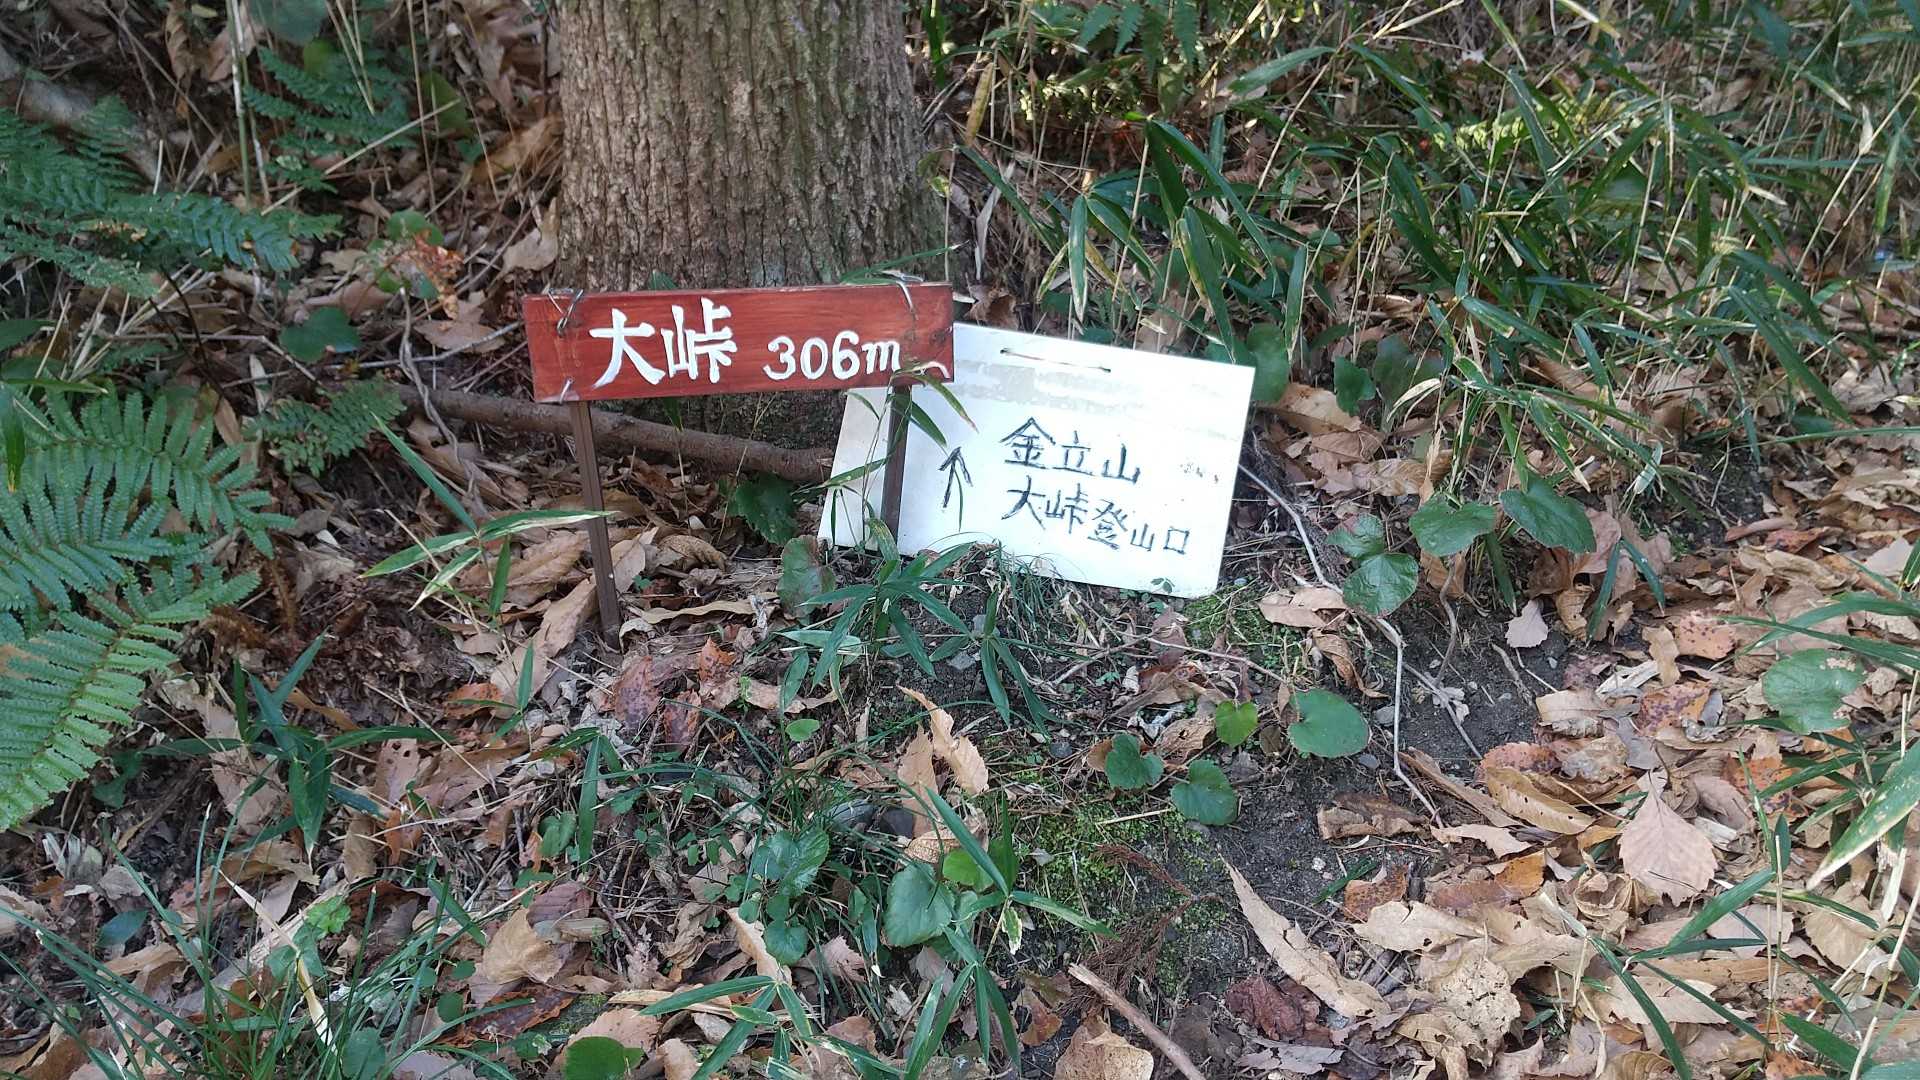 大峠 306m
↑ 金立山
大峠登山口